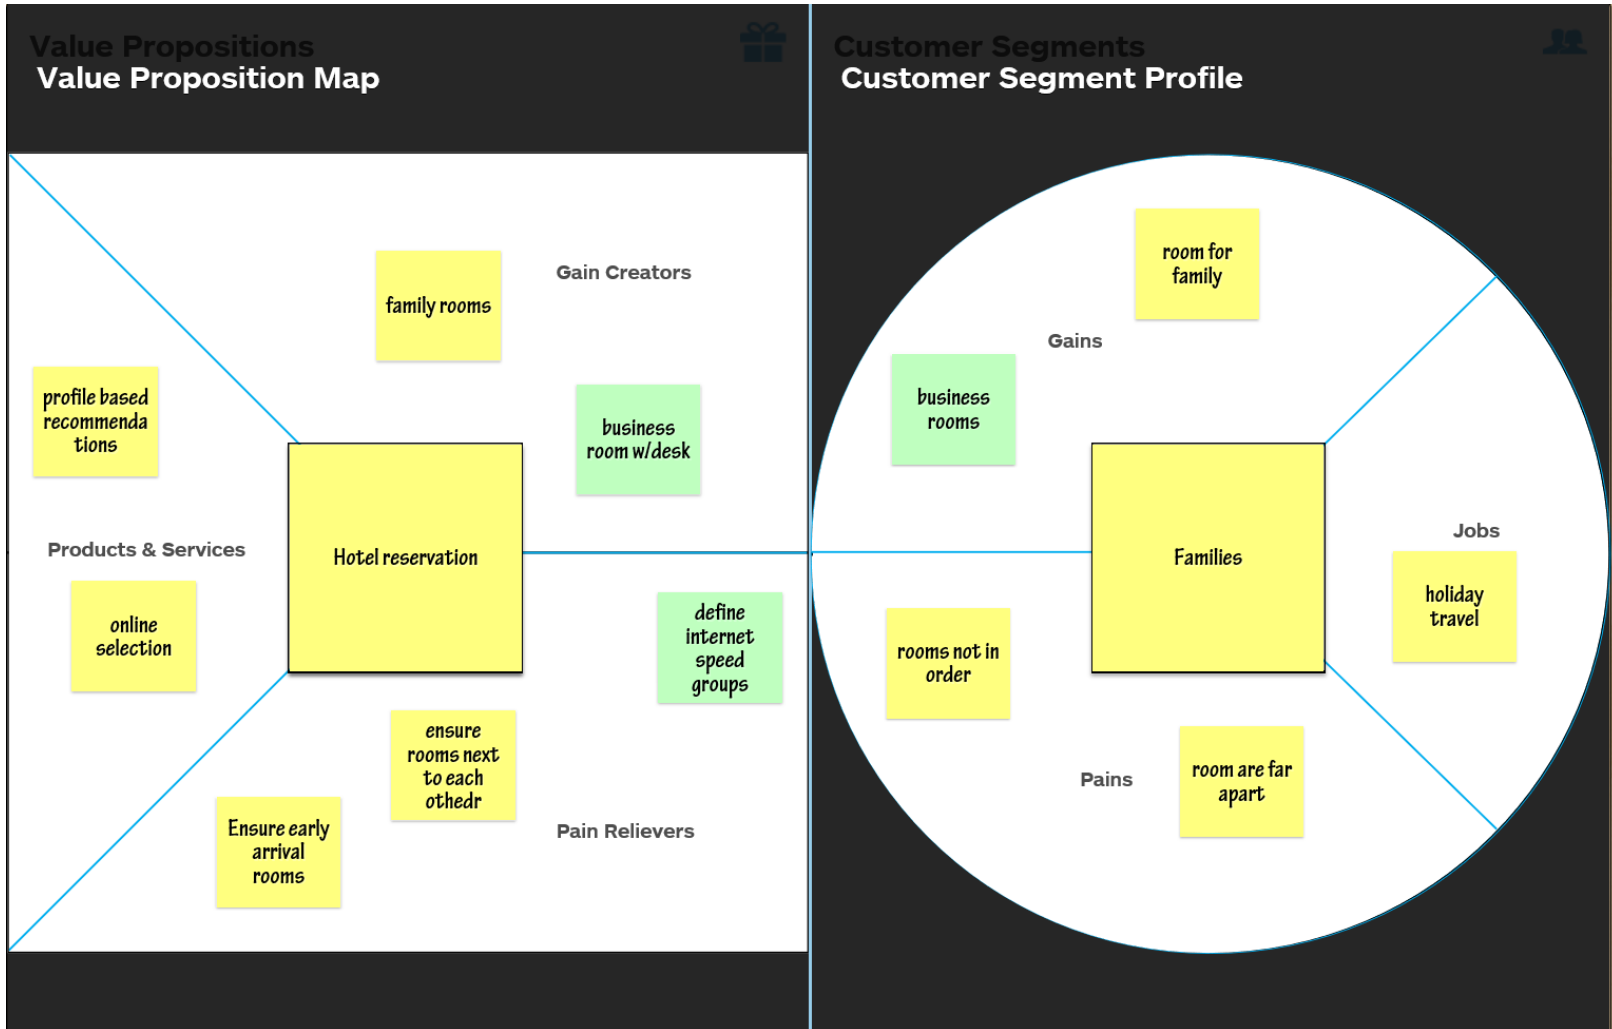 Value Propositions
Value Proposition Map
Gain Creators
family rooms
business
room w/desk
profile based
recommenda
tions
Products & Services
online
selection
Hotel reservation
define
internet
speed
groups
ensure
rooms next
to each
othedr
Ensure early
arrival
rooms
Pain Relievers
Customer Segments
Customer Segment Profile
room for
family
Gains
business
rooms
Jobs
holiday
travel
Families
rooms not in
order
Pains
room are far
apart